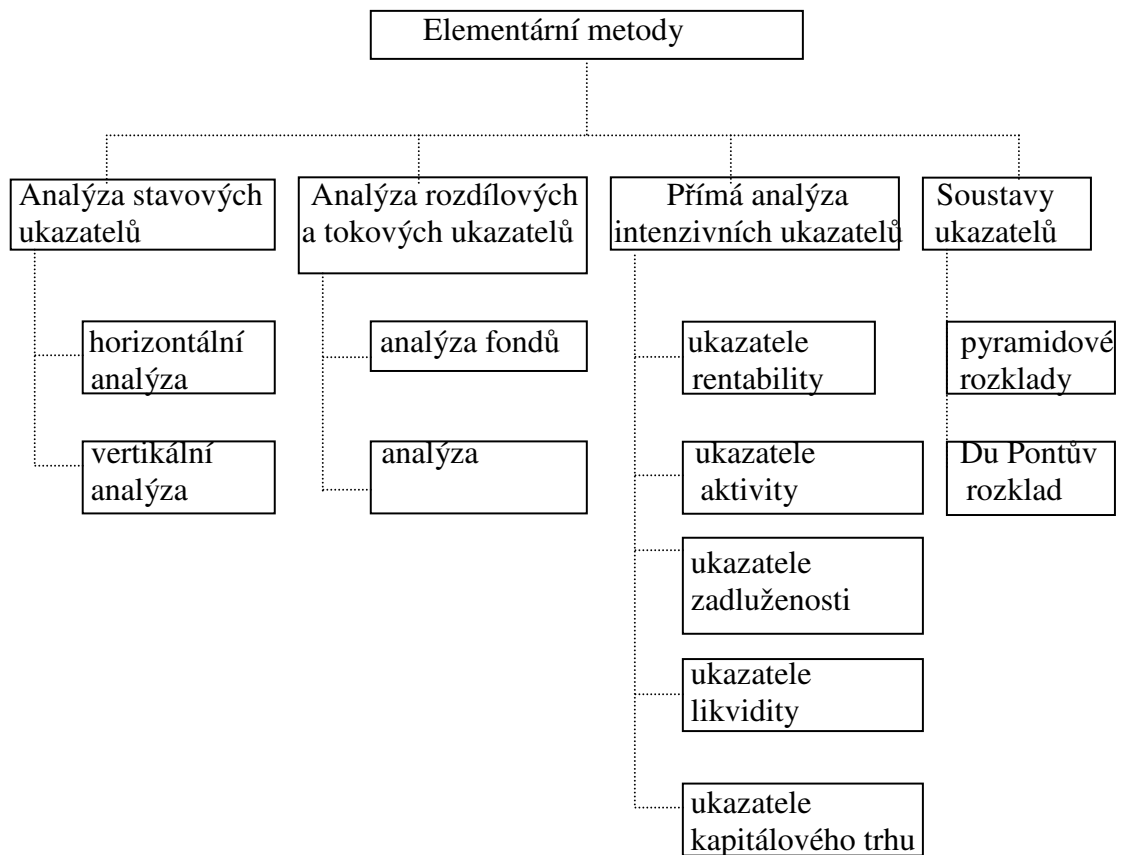 Elementární metody
Analýza stavových
ukazatelů
Analýza rozdílových
a tokových ukazatelů
Přímá analýza
intenzivních ukazatelů
Soustavy
ukazatelů
horizontální
analýza
vertikální
analýza
analýza fondů
analýza
ukazatele
rentability
ukazatele
aktivity
ukazatele
zadluženosti
ukazatele
likvidity
ukazatele
kapitálového trhu
pyramidové
rozklady
Du Pontův
rozklad